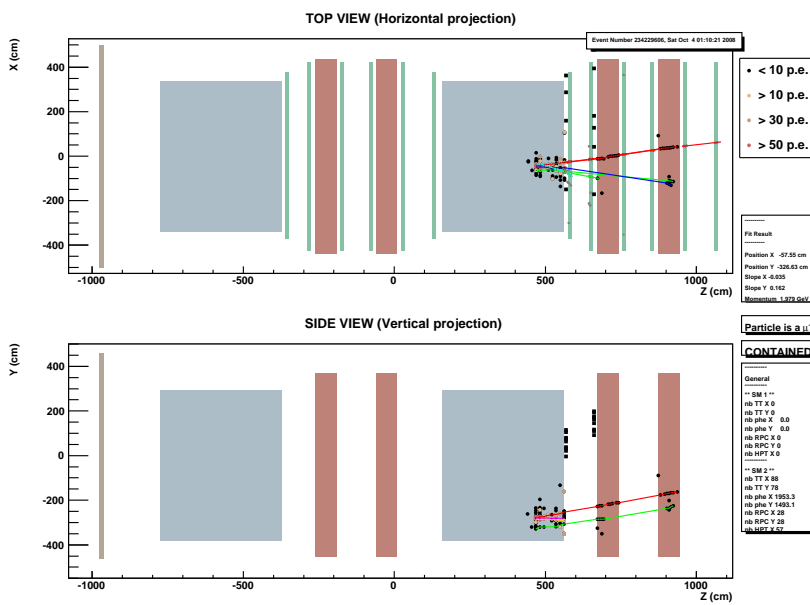 TOP VIEW (Horizontal projection)
Event Number 234229606, Sat Oct 4 01:10:21 2008
X (cm)
400
200
0
-200
-400
-1000
-500
0
500
1000
Z (cm)
< 10 p.e.
> 10 p.e.
> 30 p.e.
> 50 p.e.
----------
Fit Result
----------
Position X -57.55 cm
Position Y -326.63 cm
Slope X -0.035
Slope Y 0.162
Momentum 1.979 GeV
SIDE VIEW (Vertical projection)
Y (cm)
400
200
0
-200
-400
-1000
-500
0
500
1000
Z (cm)
Particle is a μ
CONTAINED
----------
General
----------
** SM 1 **
nb TT X 0
nb TT Y 0
nb phe X 0.0
nb phe Y 0.0
nb RPC X 0
nb RPC Y 0
nb HPT X 0
----------
** SM 2 **
nb TT X 88
nb TT Y 78
nb phe X 1953.3
nb phe Y 1493.1
nb RPC X 28
nb RPC Y 28
nb HPT X 57